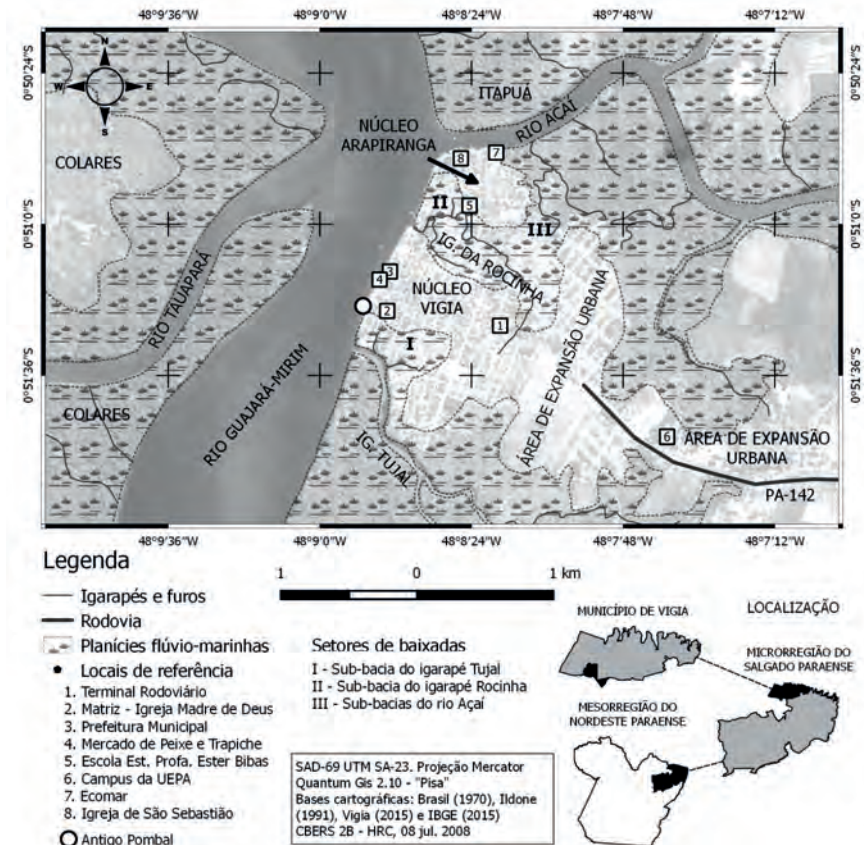 48°9'36"W
48°9'0"W
48°8'24"W
48°7'48"W
48°7'12"W
0°50'24"S
0°50'24"S
N
W
E
S
ITAPUÁ
RIO AÇAÍ
NÚCLEO
ARAPIRANGA
8
7
COLARES
II
5
III
0°51'0"S
0°51'0"S
IG. DA ROCINHA
3
4
NÚCLEO
VIGIA
2
1
I
RIO TAUAPARÁ
ÁREA DE EXPANSÃO URBANA
0°51'36"S
0°51'36"S
COLARES
RIO GUAJARÁ-MIRIM
IG. TUJAL
6
ÁREA DE EXPANSÃO
URBANA
PA-142
48°9'36"W
48°9'0"W
48°8'24"W
48°7'48"W
48°7'12"W
Legenda
Igarapés e furos
Rodovia
Planícies flúvio-marinhas
Locais de referência
1. Terminal Rodoviário
2. Matriz - Igreja Madre de Deus
3. Prefeitura Municipal
4. Mercado de Peixe e Trapiche
5. Escola Est. Profa. Ester Bibas
6. Campus da UEPA
7. Ecomar
8. Igreja de São Sebastião
Antigo Pombal
1
0
1 km
Setores de baixadas
I - Sub-bacia do igarapé Tujal
II - Sub-bacia do igarapé Rocinha
III - Sub-bacias do rio Açaí
SAD-69 UTM SA-23. Projeção Mercator
Quantum Gis 2.10 - "Pisa"
Bases cartográficas: Brasil (1970), Ildone
(1991), Vigia (2015) e IBGE (2015)
CBERS 2B - HRC, 08 jul. 2008
LOCALIZAÇÃO
MUNICÍPIO DE VIGIA
MICRORREGIÃO DO
SALGADO PARAENSE
MESORREGIÃO DO
NORDESTE PARAENSE